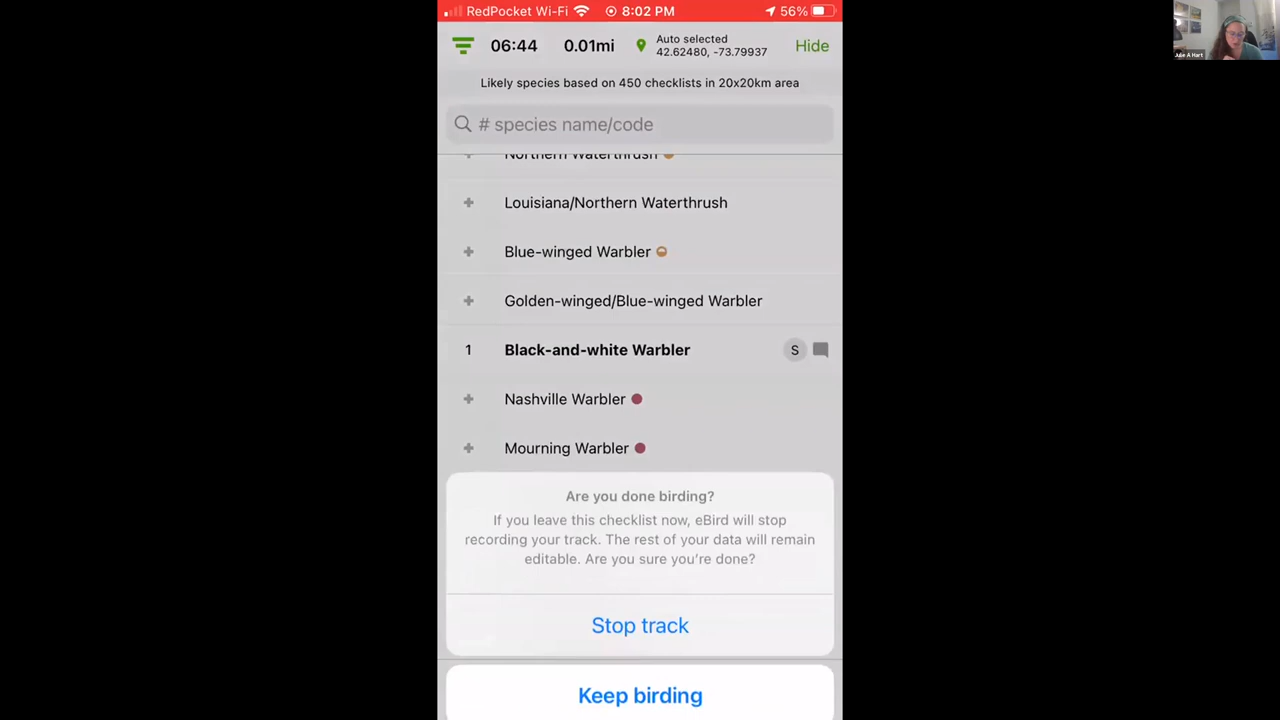 RedPocket Wi-Fi 8:02 PM 56%
06:44 0.01mi Auto selected
42.62480, -73.79937 Hide
Likely species based on 450 checklists in 20x20km area
# species name/code
Northern Waterthrush
Louisiana/Northern Waterthrush
Blue-winged Warbler
Golden-winged/Blue-winged Warbler
1 Black-and-white Warbler S
Nashville Warbler
Mourning Warbler
Are you done birding?
If you leave this checklist now, eBird will stop
recording your track. The rest of your data will remain
editable. Are you sure you're done?
Stop track
Keep birding
Julie A Hart